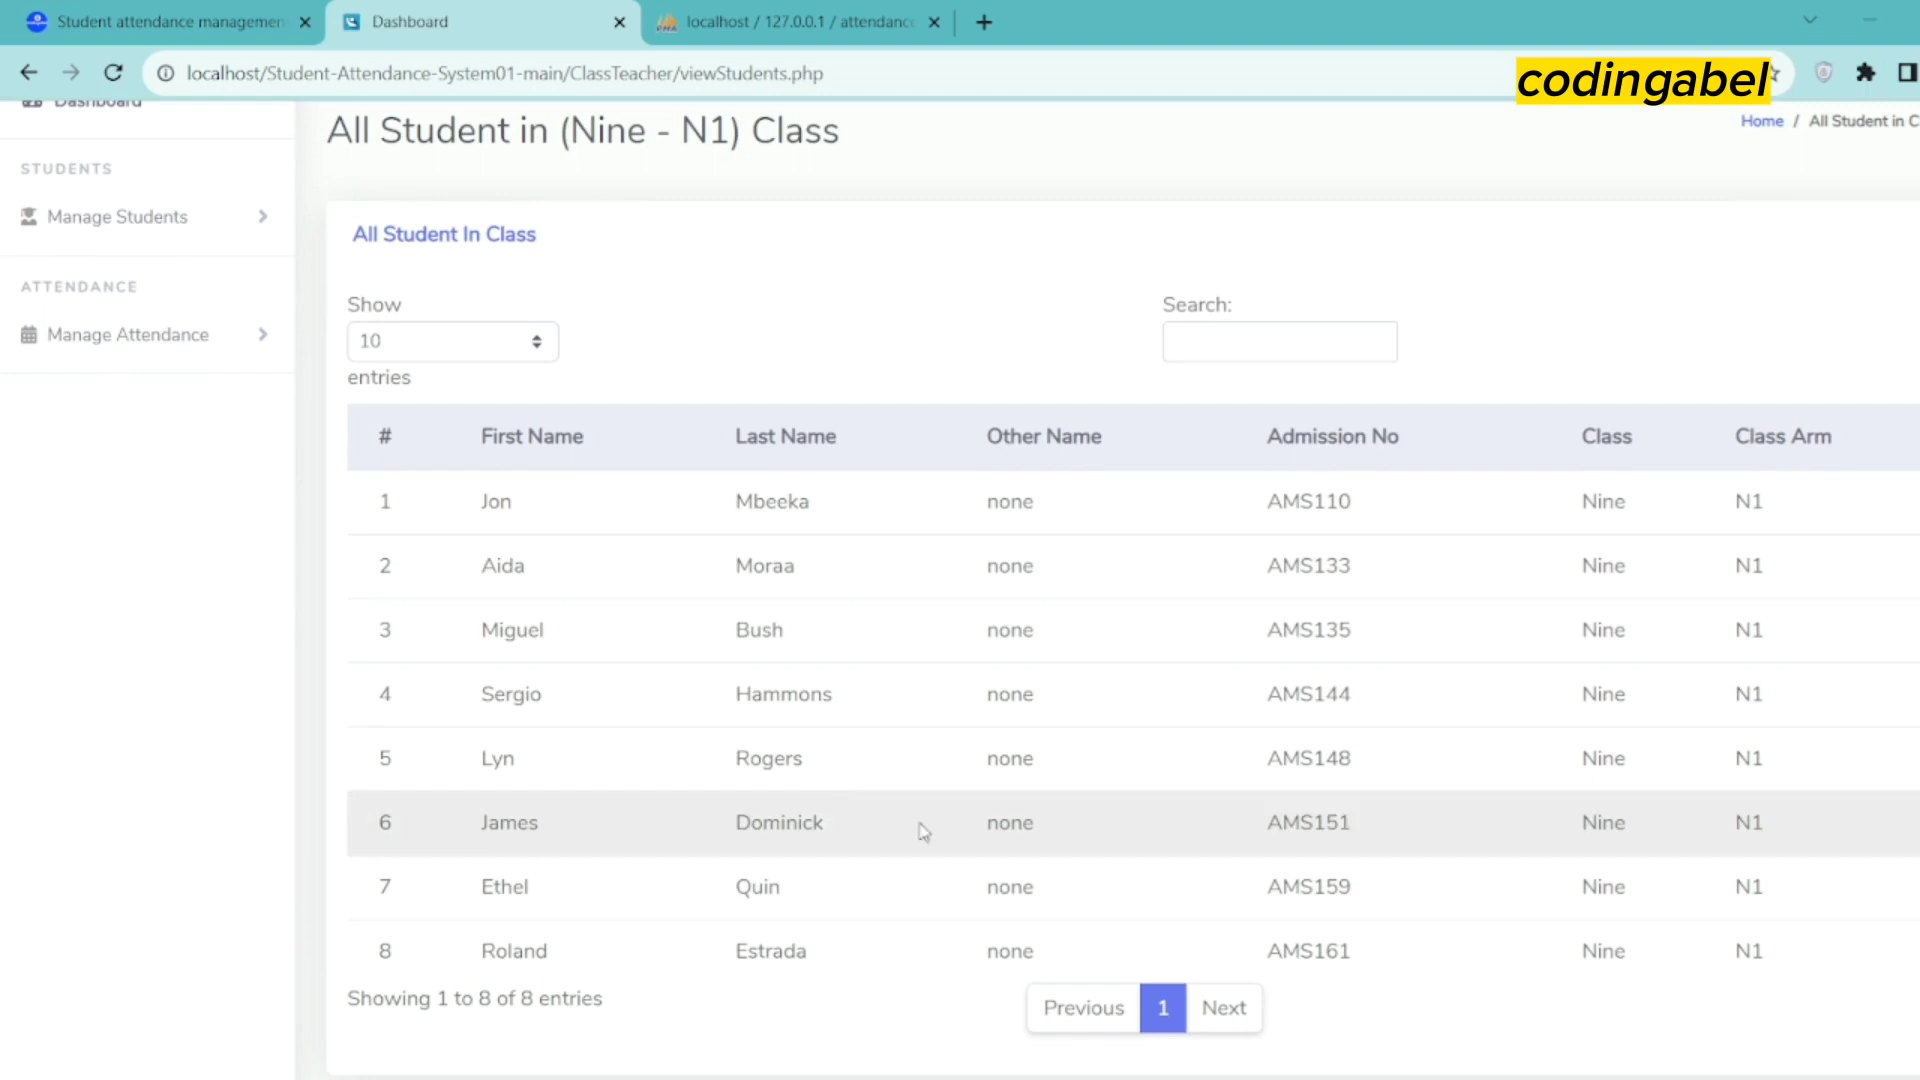 Student attendance managemen
Dashboard
localhost / 127.0.0.1 / attendance
localhost/Student-Attendance-System01-main/ClassTeacher/viewStudents.php
codingabel
Dashboard
STUDENTS
Manage Students
ATTENDANCE
Manage Attendance
All Student in (Nine - N1) Class
Home / All Student in C
All Student In Class
Show
10
entries
Search:
# First Name Last Name Other Name Admission No Class Class Arm
1 Jon Mbeeka none AMS110 Nine N1
2 Aida Moraa none AMS133 Nine N1
3 Miguel Bush none AMS135 Nine N1
4 Sergio Hammons none AMS144 Nine N1
5 Lyn Rogers none AMS148 Nine N1
6 James Dominick none AMS151 Nine N1
7 Ethel Quin none AMS159 Nine N1
8 Roland Estrada none AMS161 Nine N1
Showing 1 to 8 of 8 entries
Previous 1 Next